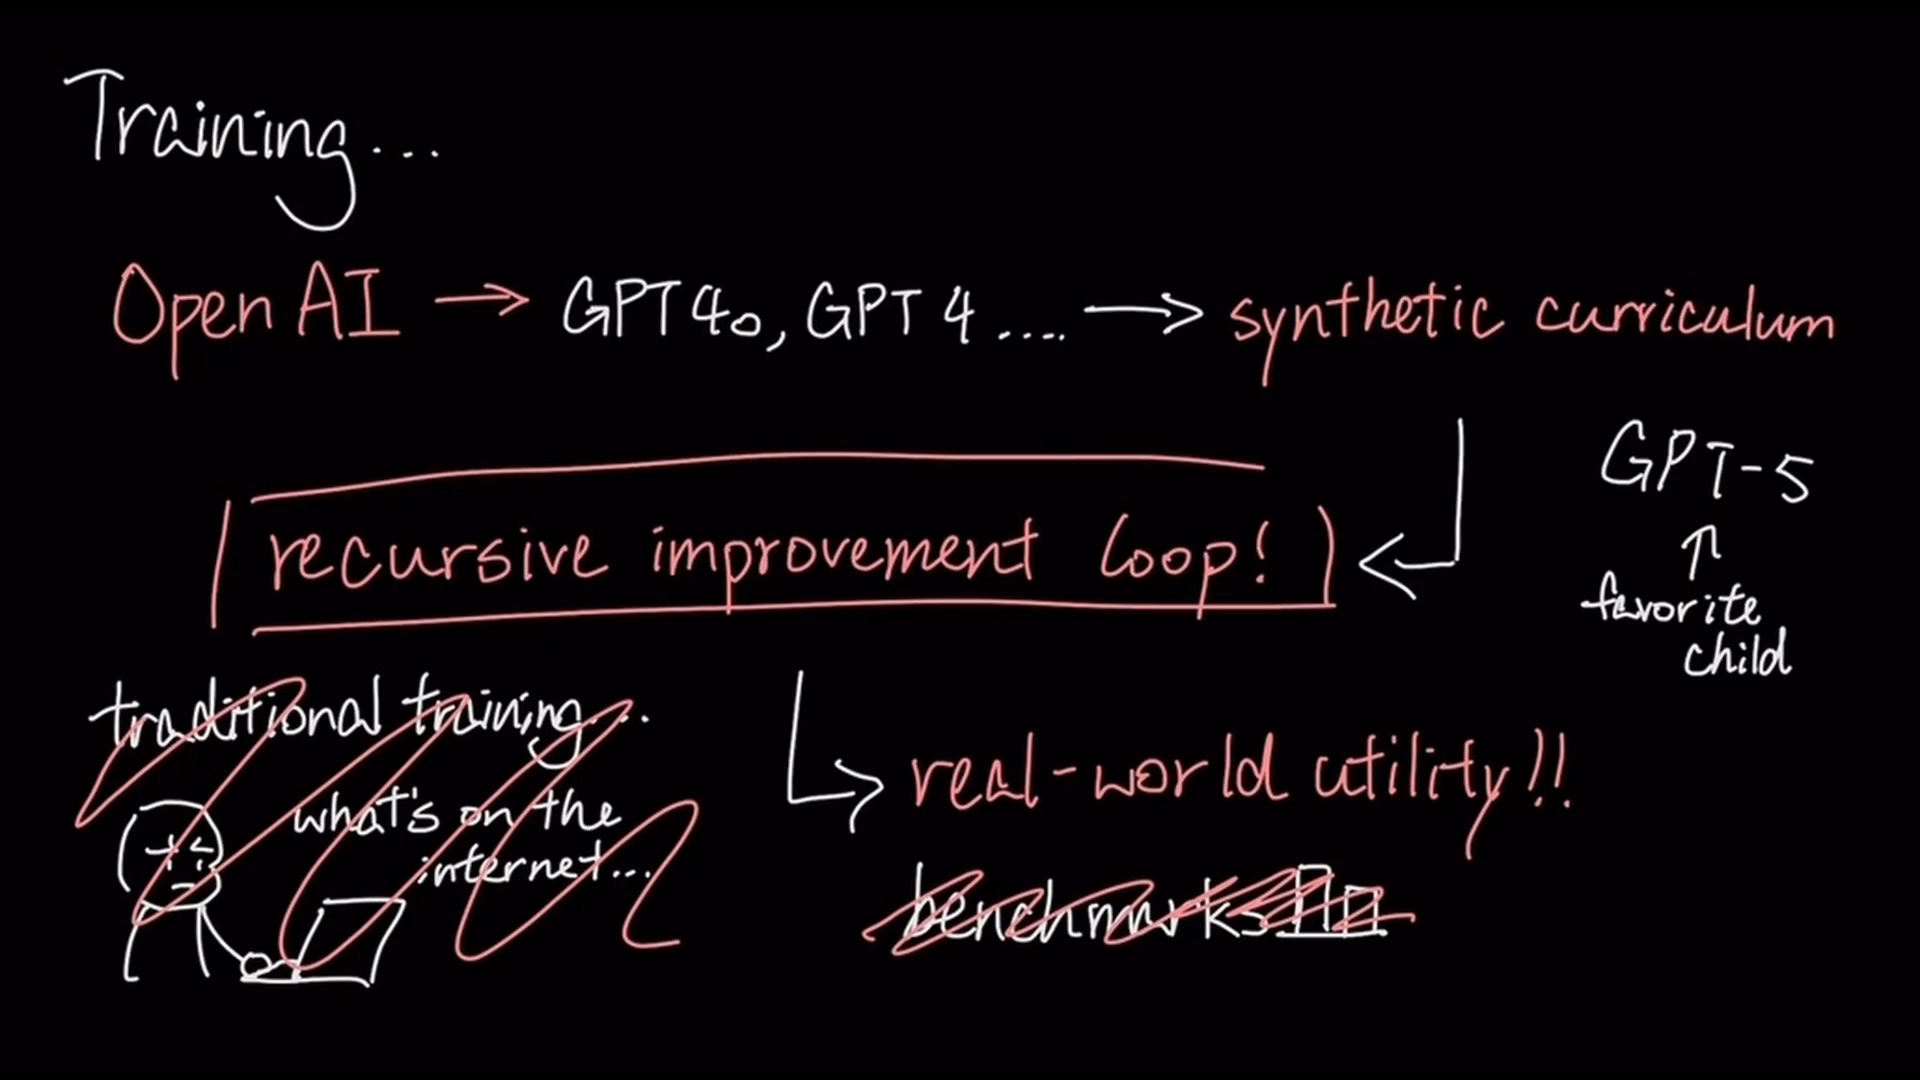 Training...
OpenAI → GPT4o, GPT4.... → synthetic curriculum
GPT-5
↑
favorite
child
recursive improvement loop!
traditional training...
what's on the
internet...
real-world utility!!
benchmarks